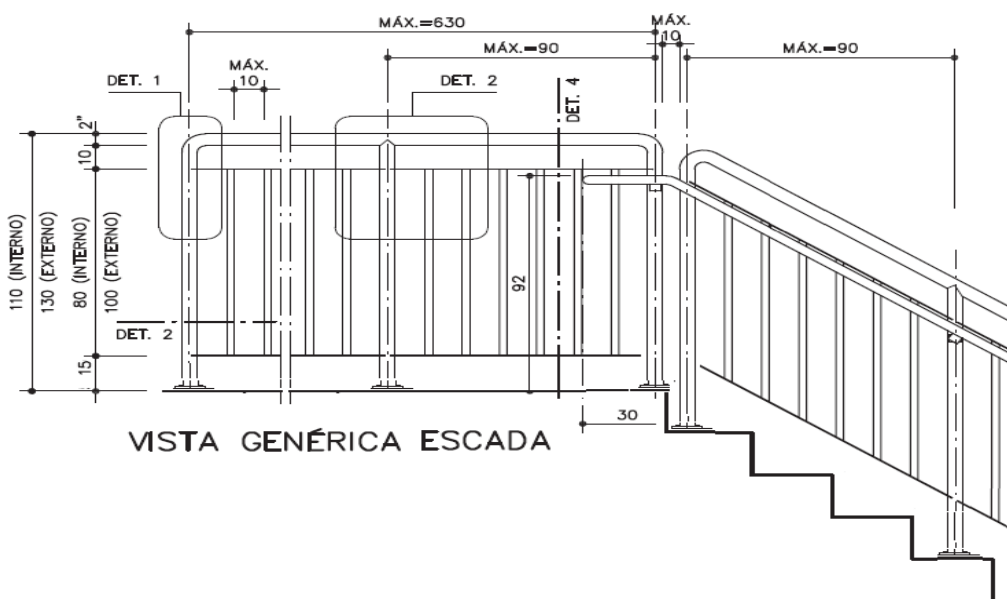 MÁX.=630
MÁX.
10
MÁX.=90
MÁX.=90
DET. 1
MÁX.
10
DET. 2
DET. 4
2"
10
110 (INTERNO)
130 (EXTERNO)
80 (INTERNO)
100 (EXTERNO)
92
DET. 2
15
30
VISTA GENÉRICA ESCADA